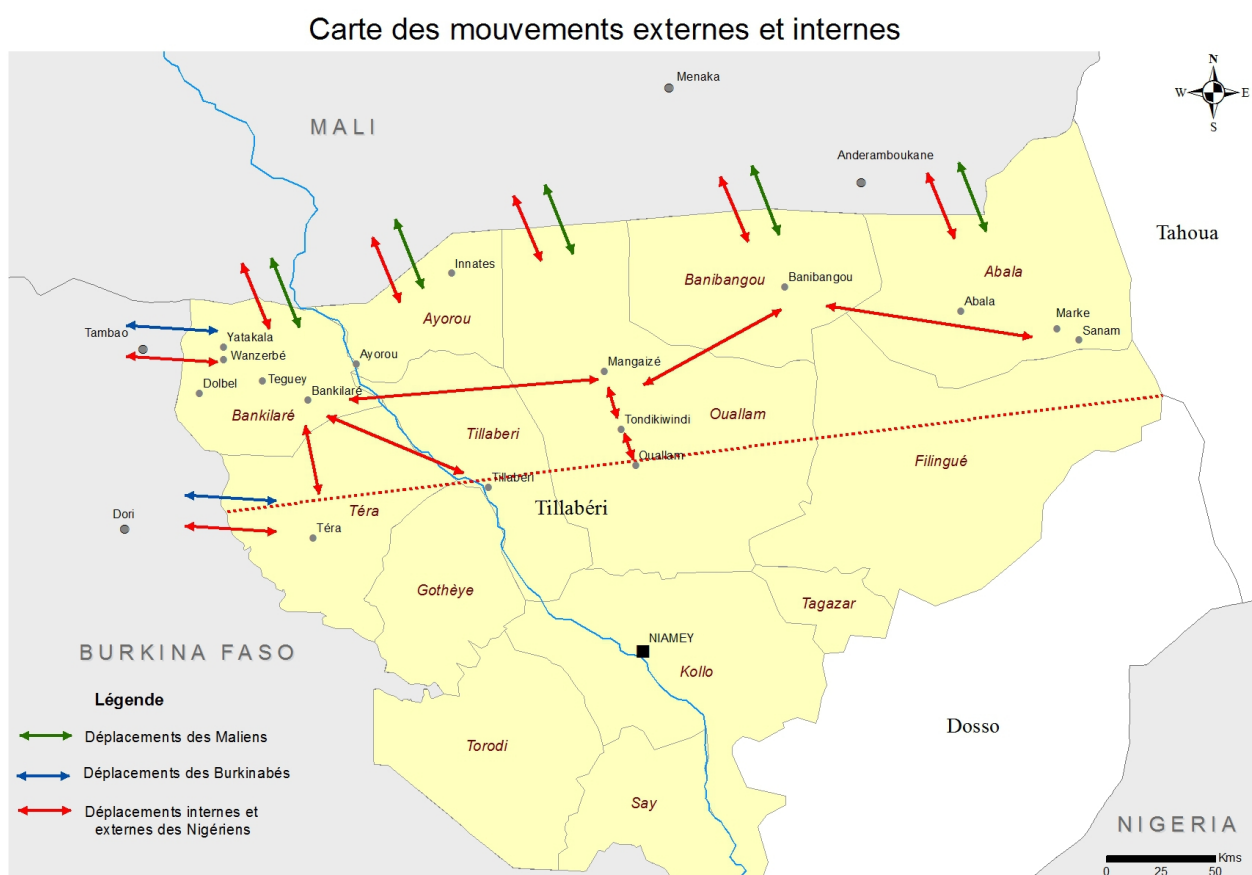 Carte des mouvements externes et internes
Menaka
N
W
E
S
MALI
Anderamboukane
Tahoua
Innates
Banibangou
Banibangou
Abala
Abala
Marke
Sanam
Ayorou
Ayorou
Tambao
Yatakala
Wanzerbé
Teguey
Dolbel
Bankilaré
Bankilaré
Mangaizé
Tondikiwindi
Ouallam
Ouallam
Tillaberi
Filingué
Tillabéri
Tillabéri
Dori
Téra
Téra
Gothèye
Tagazar
NIAMEY
Kollo
BURKINA FASO
Légende
Déplacements des Maliens
Déplacements des Burkinabés
Déplacements internes et
externes des Nigériens
Torodi
Say
Dosso
NIGERIA
Kms
0 25 50